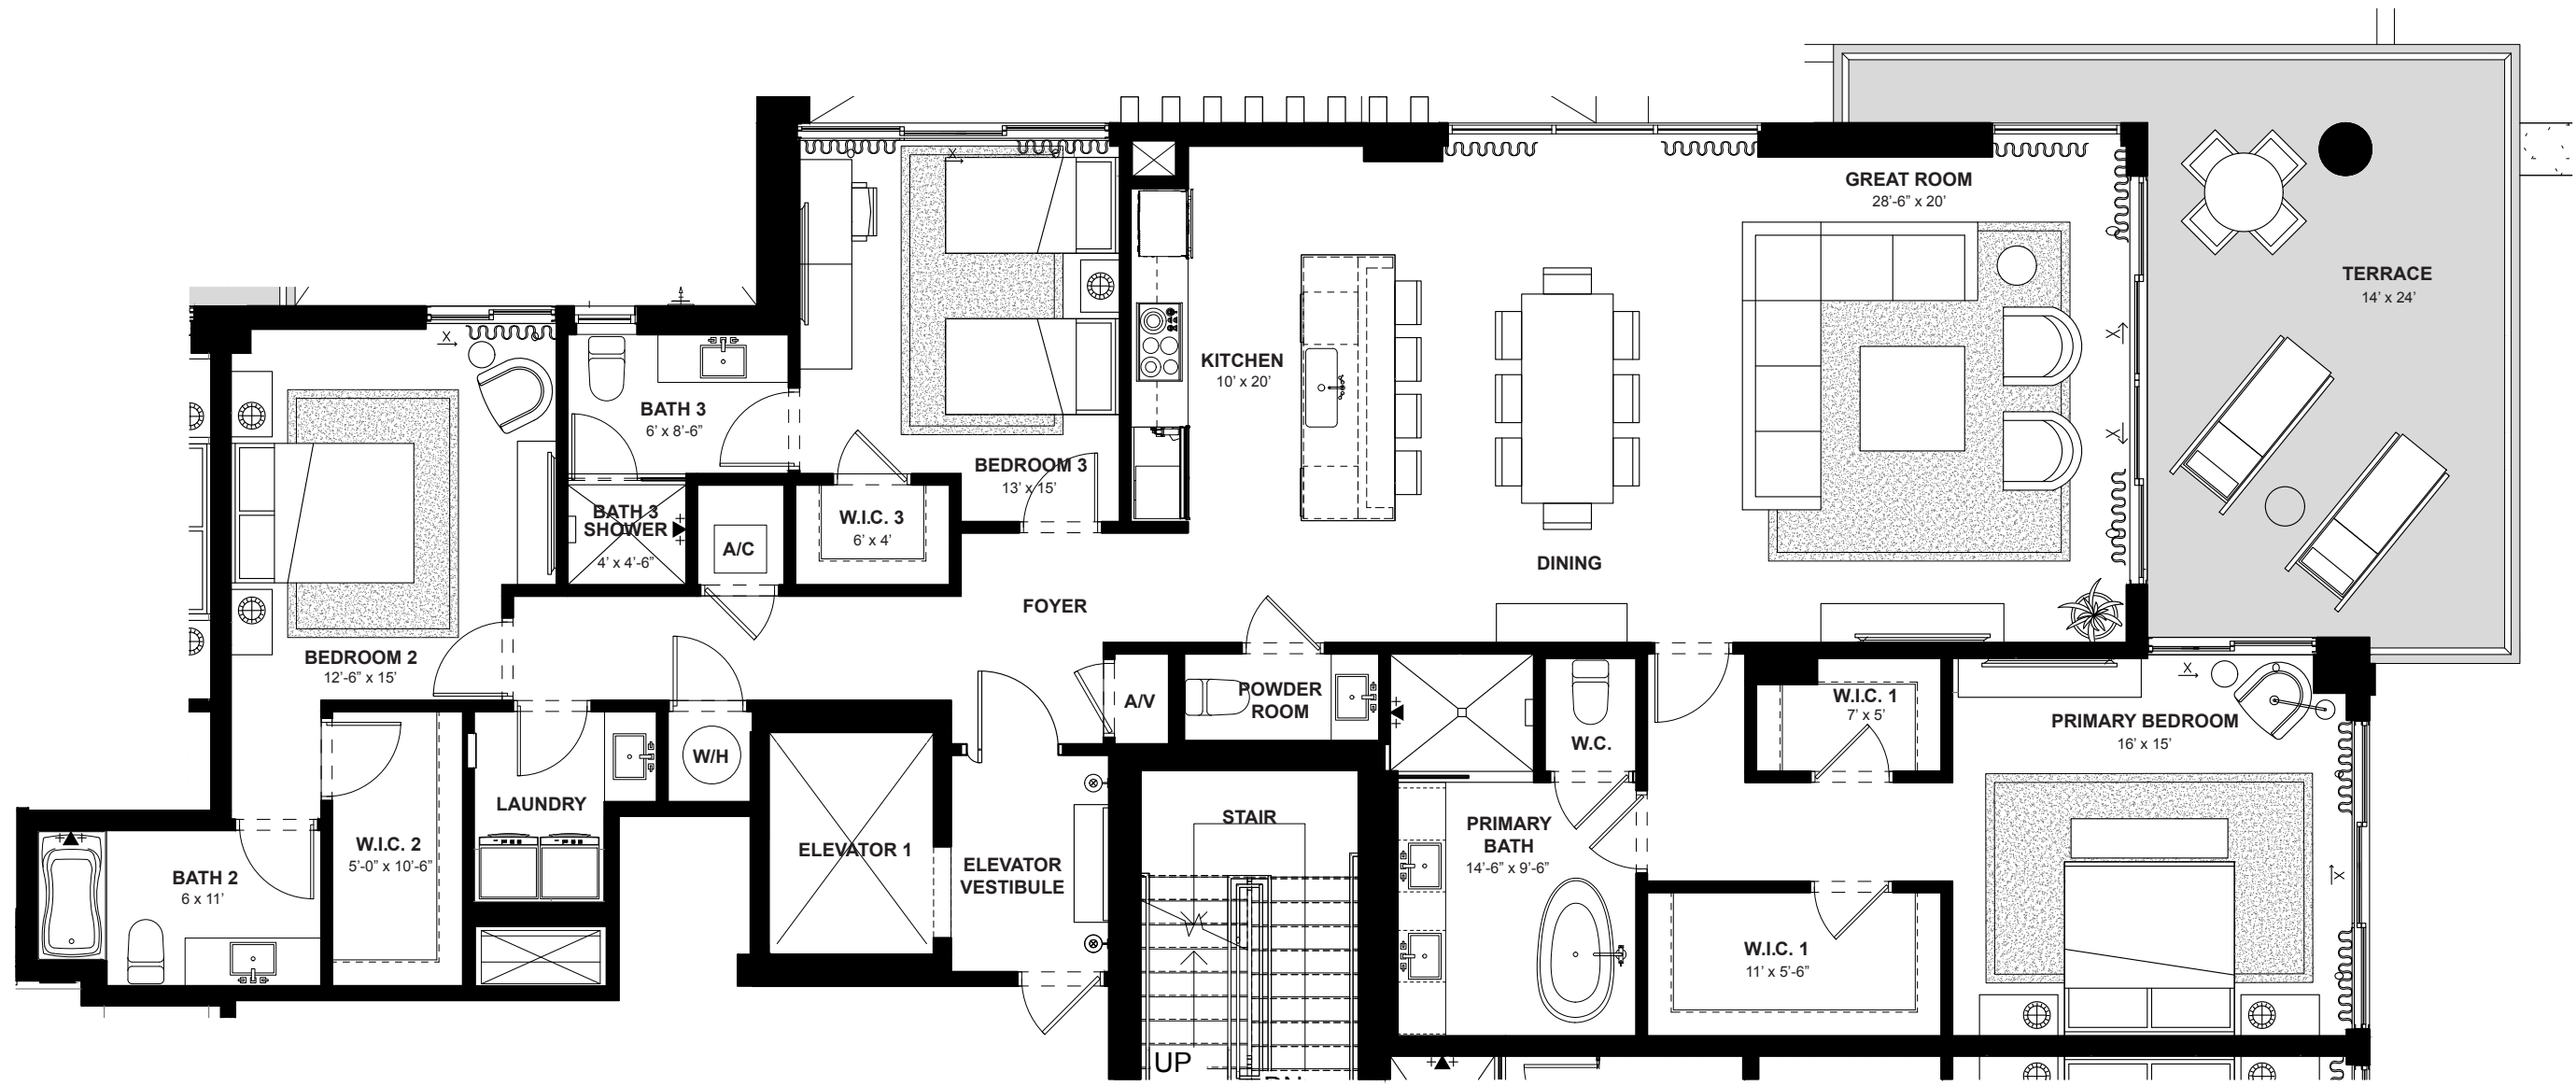 GREAT ROOM
28'-6" x 20'
TERRACE
14' x 24'
KITCHEN
10' x 20'
BATH 3
6' x 8'-6"
BEDROOM 3
13' x 15'
BATH 3
SHOWER
4' x 4'-6"
A/C
W.I.C. 3
6' x 4'
DINING
FOYER
BEDROOM 2
12'-6" x 15'
A/V
POWDER
ROOM
W.C.
W.I.C. 1
7' x 5'
PRIMARY BEDROOM
16' x 15'
W/H
LAUNDRY
STAIR
ELEVATOR 1
ELEVATOR
VESTIBULE
PRIMARY
BATH
14'-6" x 9'-6"
W.I.C. 2
5'-0" x 10'-6"
BATH 2
6 x 11'
W.I.C. 1
11' x 5'-6"
UP
X
X
X
X
X
X